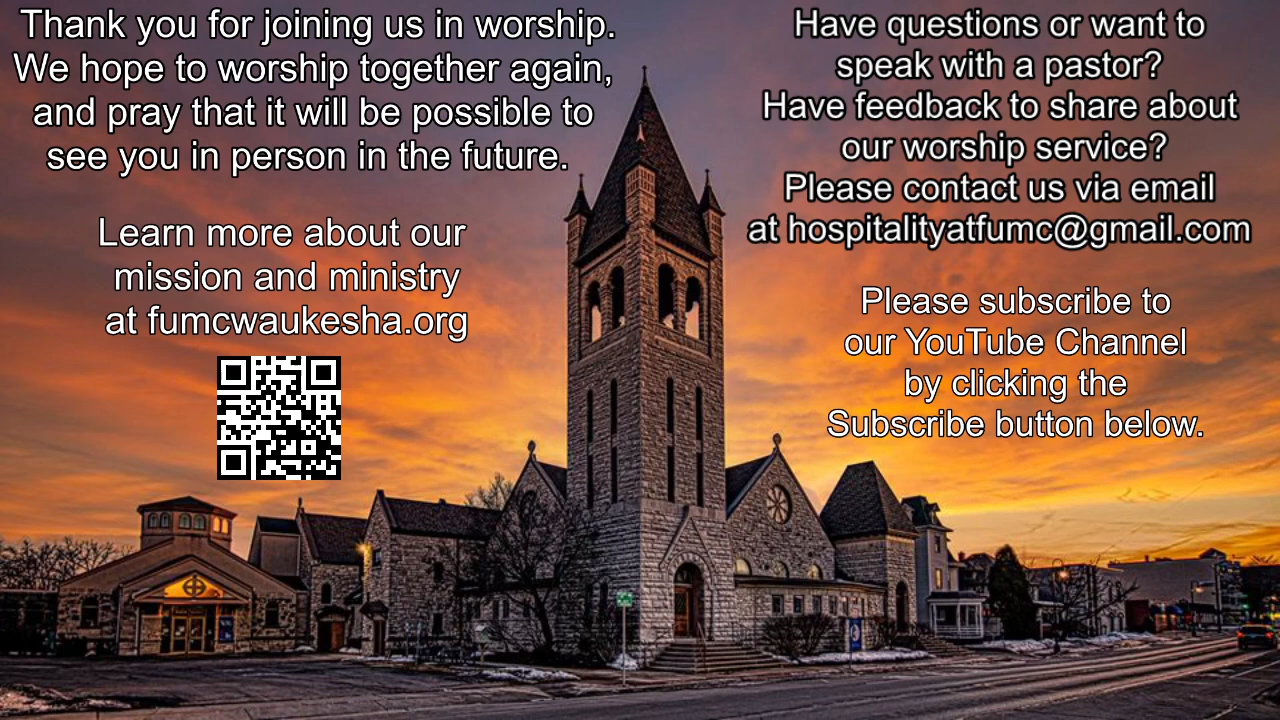 Thank you for joining us in worship.
We hope to worship together again,
and pray that it will be possible to
see you in person in the future.
Learn more about our
mission and ministry
at fumcwaukesha.org
Have questions or want to
speak with a pastor?
Have feedback to share about
our worship service?
Please contact us via email
at hospitalityatfumc@gmail.com
Please subscribe to
our YouTube Channel
by clicking the
Subscribe button below.